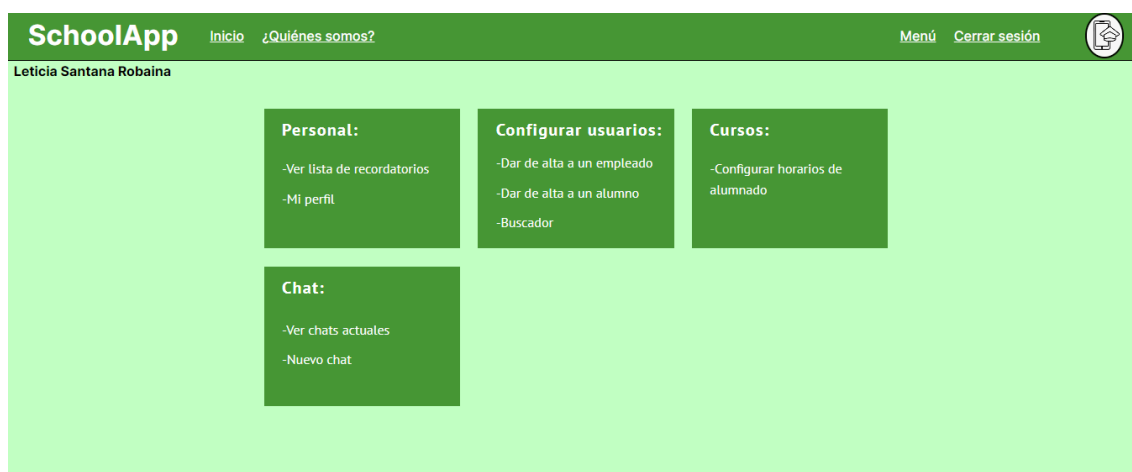 SchoolApp Inicio ¿Quiénes somos? Menú Cerrar sesión
Leticia Santana Robaina
Personal:
-Ver lista de recordatorios
-Mi perfil
Configurar usuarios:
-Dar de alta a un empleado
-Dar de alta a un alumno
-Buscador
Cursos:
-Configurar horarios de
alumnado
Chat:
-Ver chats actuales
-Nuevo chat